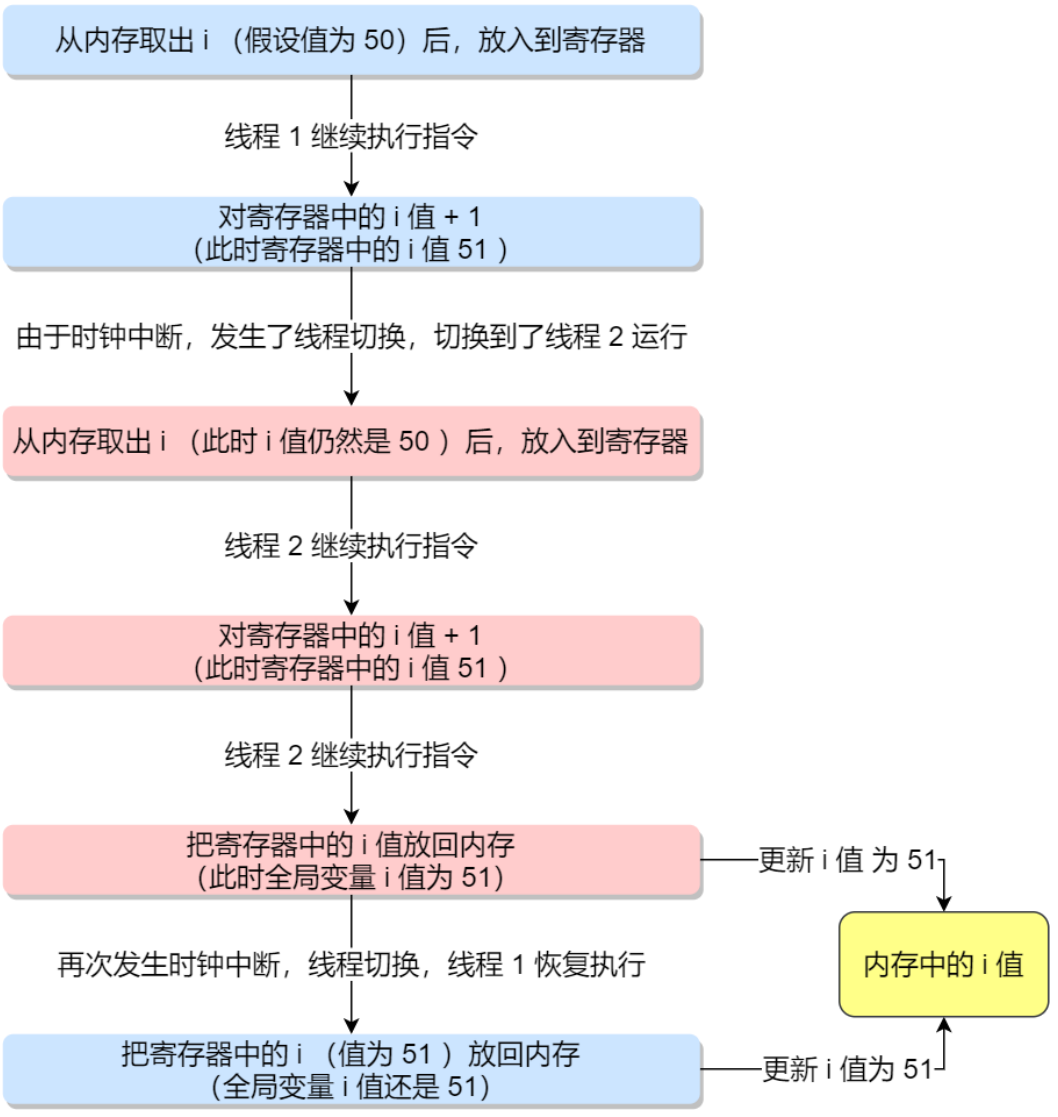 从内存取出 i （假设值为 50）后，放入到寄存器
线程 1 继续执行指令
对寄存器中的 i 值 + 1
（此时寄存器中的 i 值 51 ）
由于时钟中断，发生了线程切换，切换到了线程 2 运行
从内存取出 i （此时 i 值仍然是 50 ）后，放入到寄存器
线程 2 继续执行指令
对寄存器中的 i 值 + 1
（此时寄存器中的 i 值 51 ）
线程 2 继续执行指令
把寄存器中的 i 值放回内存
（此时全局变量 i 值为 51）
更新 i 值 为 51
再次发生时钟中断，线程切换，线程 1 恢复执行
内存中的 i 值
把寄存器中的 i （值为 51 ）放回内存
（全局变量 i 值还是 51）
更新 i 值为 51